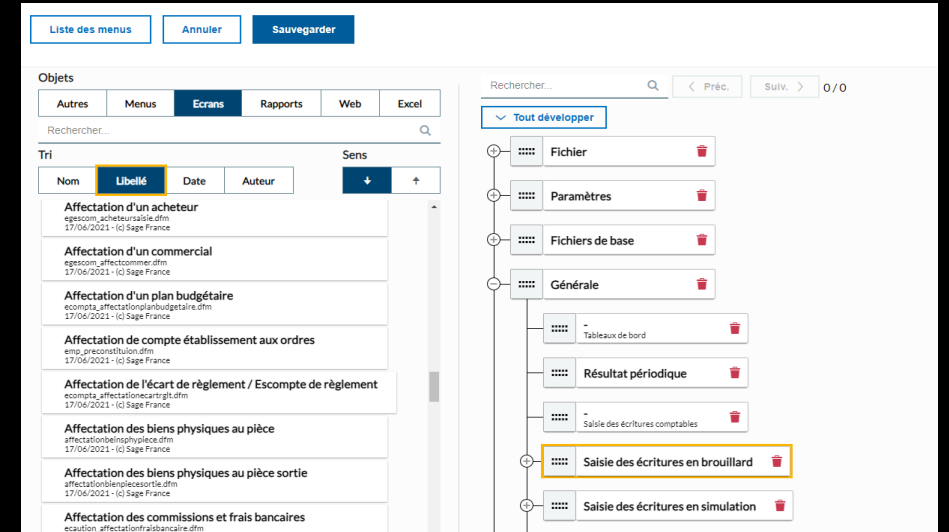 Liste des menus
Annuler
Sauvegarder
Objets
Autres
Menus
Ecrans
Rapports
Web
Excel
Rechercher...
Tri
Sens
Nom
Libellé
Date
Auteur
Affectation d'un acheteur
egescom_acheteursaisie.dfm
17/06/2021 - (c) Sage France
Affectation d'un commercial
egescom_affectcommer.dfm
17/06/2021 - (c) Sage France
Affectation d'un plan budgétaire
ecompta_affectationplanbudgetaire.dfm
17/06/2021 - (c) Sage France
Affectation de compte établissement aux ordres
emp_preconstituion.dfm
17/06/2021 - (c) Sage France
Affectation de l'écart de règlement / Escompte de règlement
ecompta_affectationecartrglt.dfm
17/06/2021 - (c) Sage France
Affectation des biens physiques au pièce
affectationbeinsphypiece.dfm
17/06/2021 - (c) Sage France
Affectation des biens physiques au pièce sortie
affectationbienpiecesortie.dfm
17/06/2021 - (c) Sage France
Affectation des commissions et frais bancaires
ecaution_affectationfraisbancaire.dfm
Rechercher...
Préc.
Suiv.
0/0
Tout développer
Fichier
Paramètres
Fichiers de base
Générale
-
Tableaux de bord
Résultat périodique
-
Saisie des écritures comptables
Saisie des écritures en brouillard
Saisie des écritures en simulation